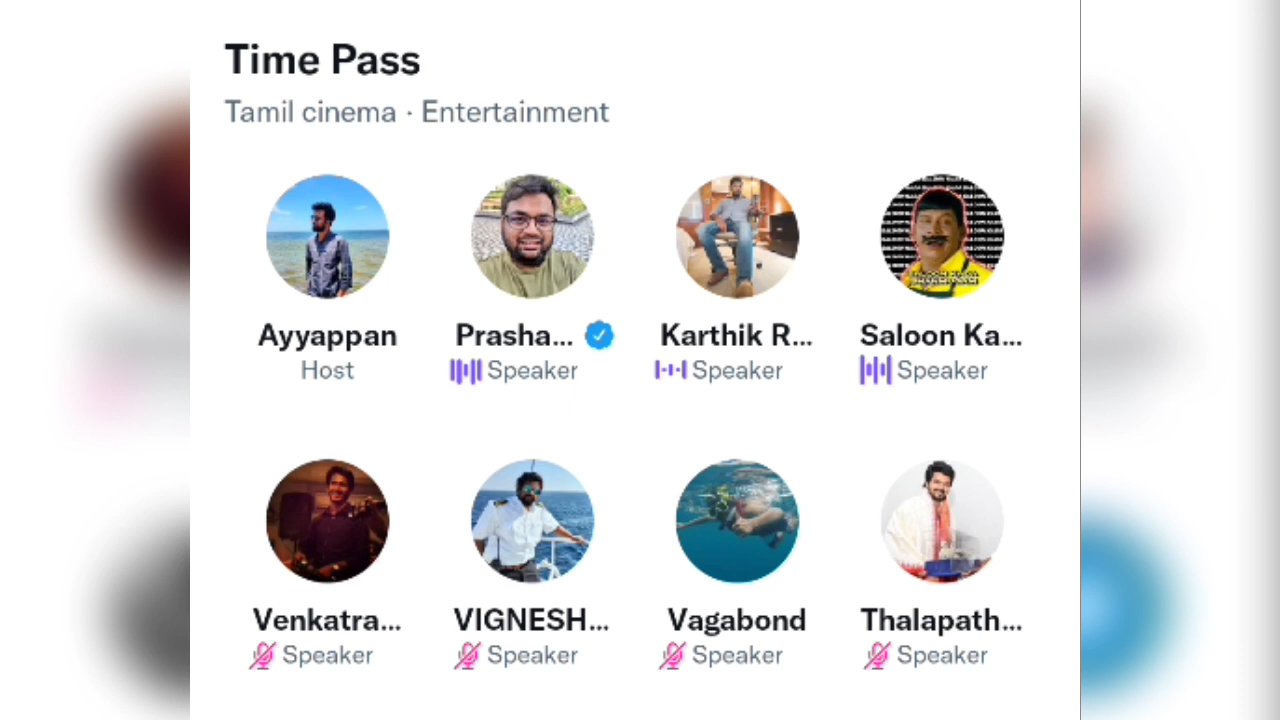 Time Pass
Tamil cinema · Entertainment
Ayyappan
Prasha...
Karthik R...
Saloon Ka...
Host
Speaker
Speaker
Speaker
Venkatra...
VIGNESH...
Vagabond
Thalapath...
Speaker
Speaker
Speaker
Speaker